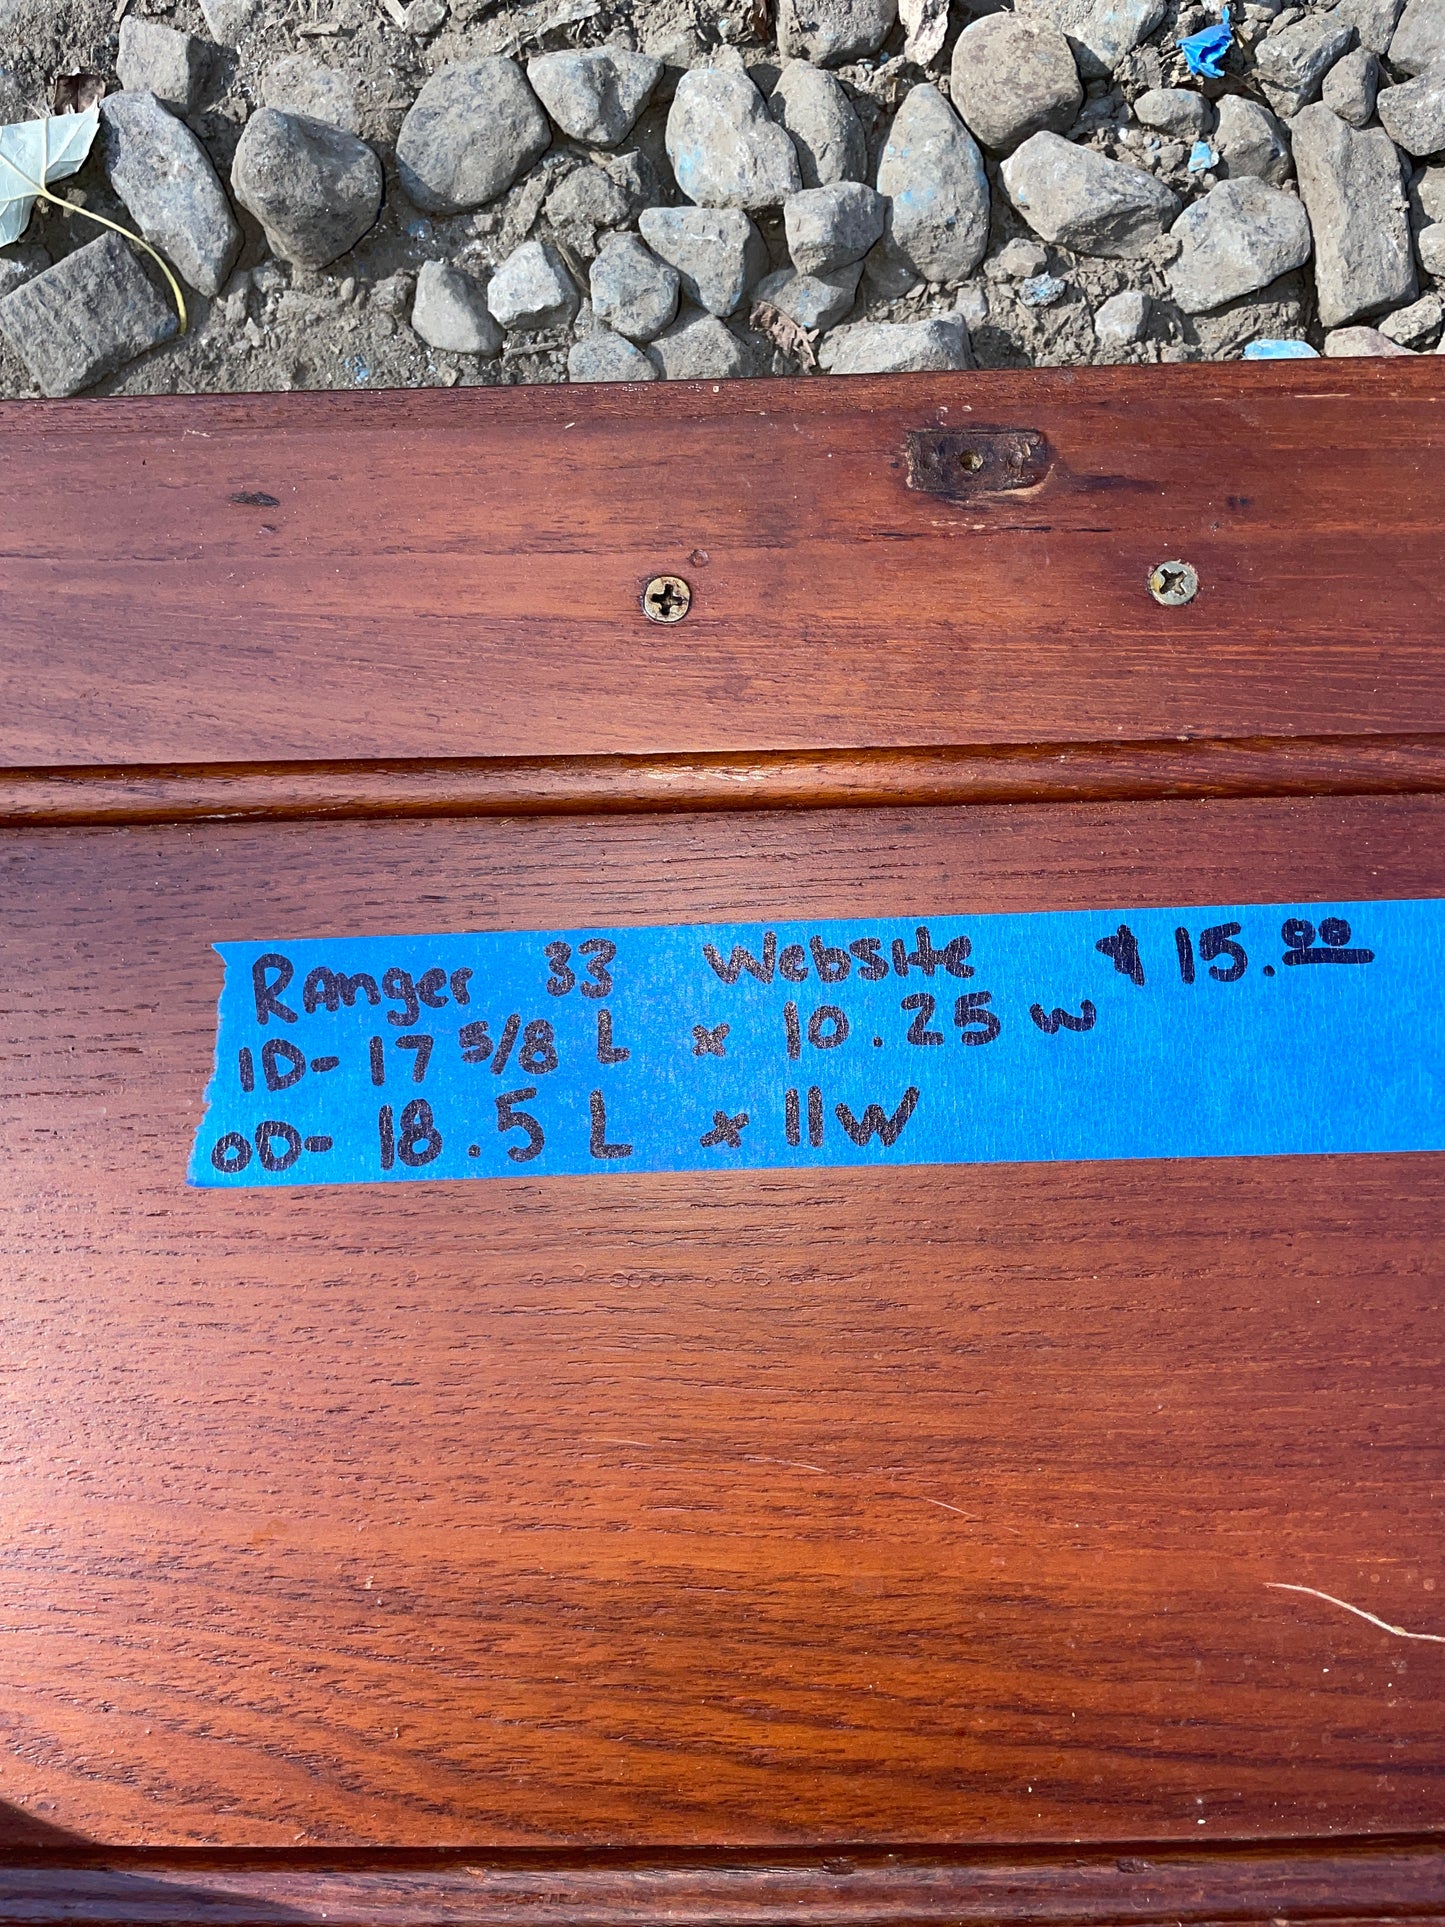 Ranger 33 Website $15.00
ID- 17 5/8 L x 10.25 w
OD- 18.5 L x 11W